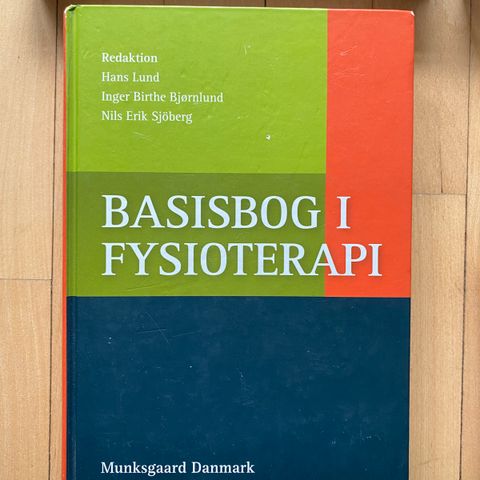 Redaktion
Hans Lund
Inger Birthe Bjørnlund
Nils Erik Sjöberg
BASISBOG I
FYSIOTERAPI
Munksgaard Danmark